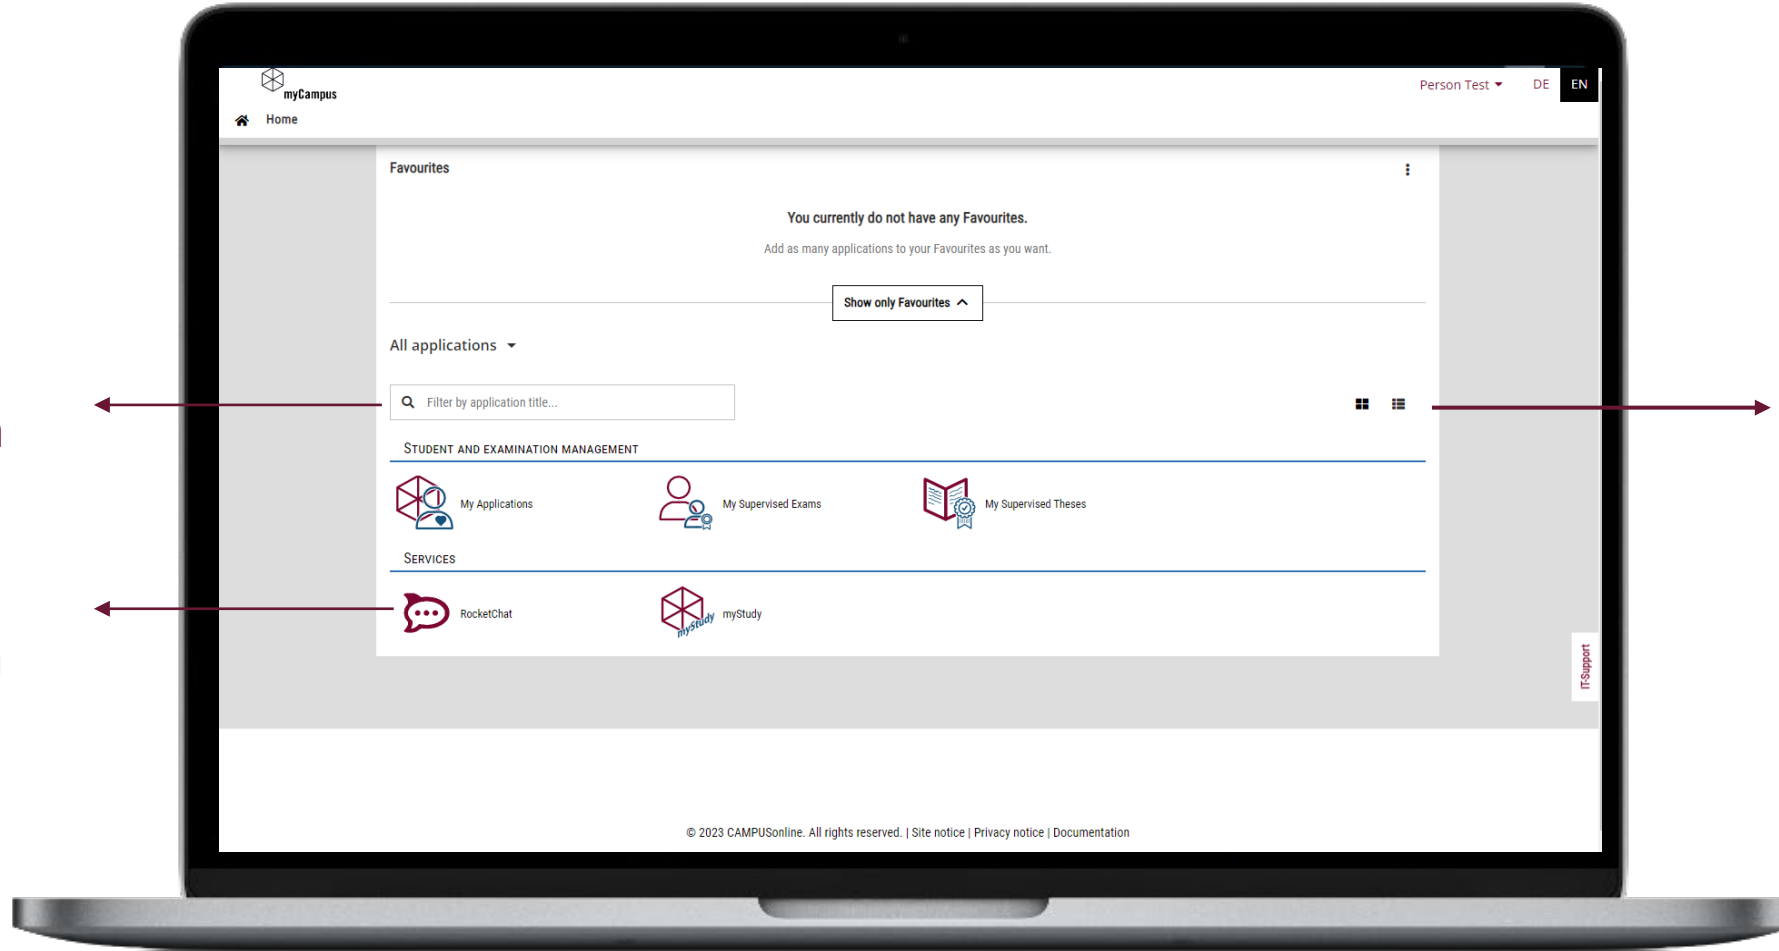 myCampus
Person Test
DE
EN
Home
Favourites
You currently do not have any Favourites.
Add as many applications to your Favourites as you want.
Show only Favourites
All applications
Filter by application title...
STUDENT AND EXAMINATION MANAGEMENT
My Applications
My Supervised Exams
My Supervised Theses
SERVICES
RocketChat
myStudy
myStudy
IT-Support
© 2023 CAMPUSonline. All rights reserved. | Site notice | Privacy notice | Documentation